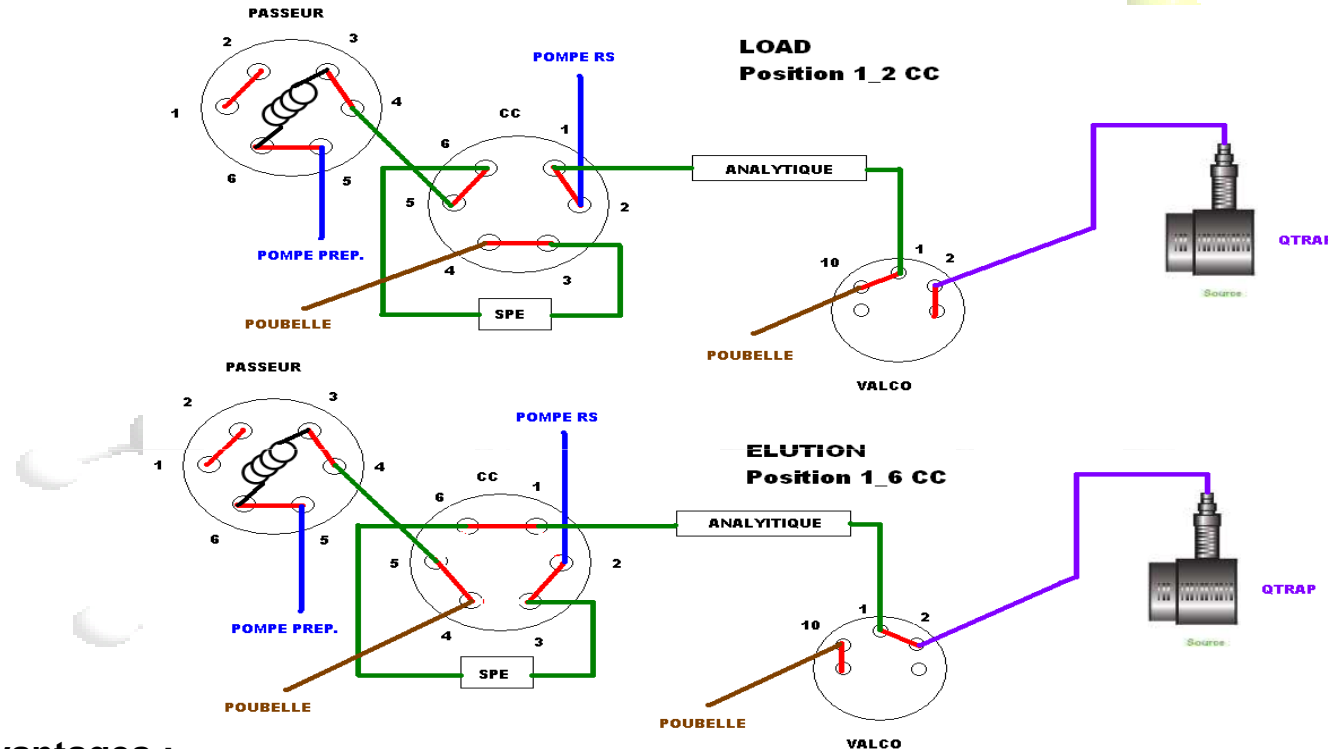 PASSEUR
2
3
1
4
6
5
POMPE PREP.
POMPE RS
LOAD
Position 1_2 CC
CC
6
1
5
2
4
3
POUBELLE
SPE
ANALYTIQUE
10
1
2
POUBELLE
VALCO
QTRAP
Source
PASSEUR
2
3
1
4
6
5
POMPE PREP.
POMPE RS
ELUTION
Position 1_6 CC
CC
6
1
5
2
4
3
POUBELLE
SPE
ANALYITIQUE
10
1
2
POUBELLE
VALCO
QTRAP
Source